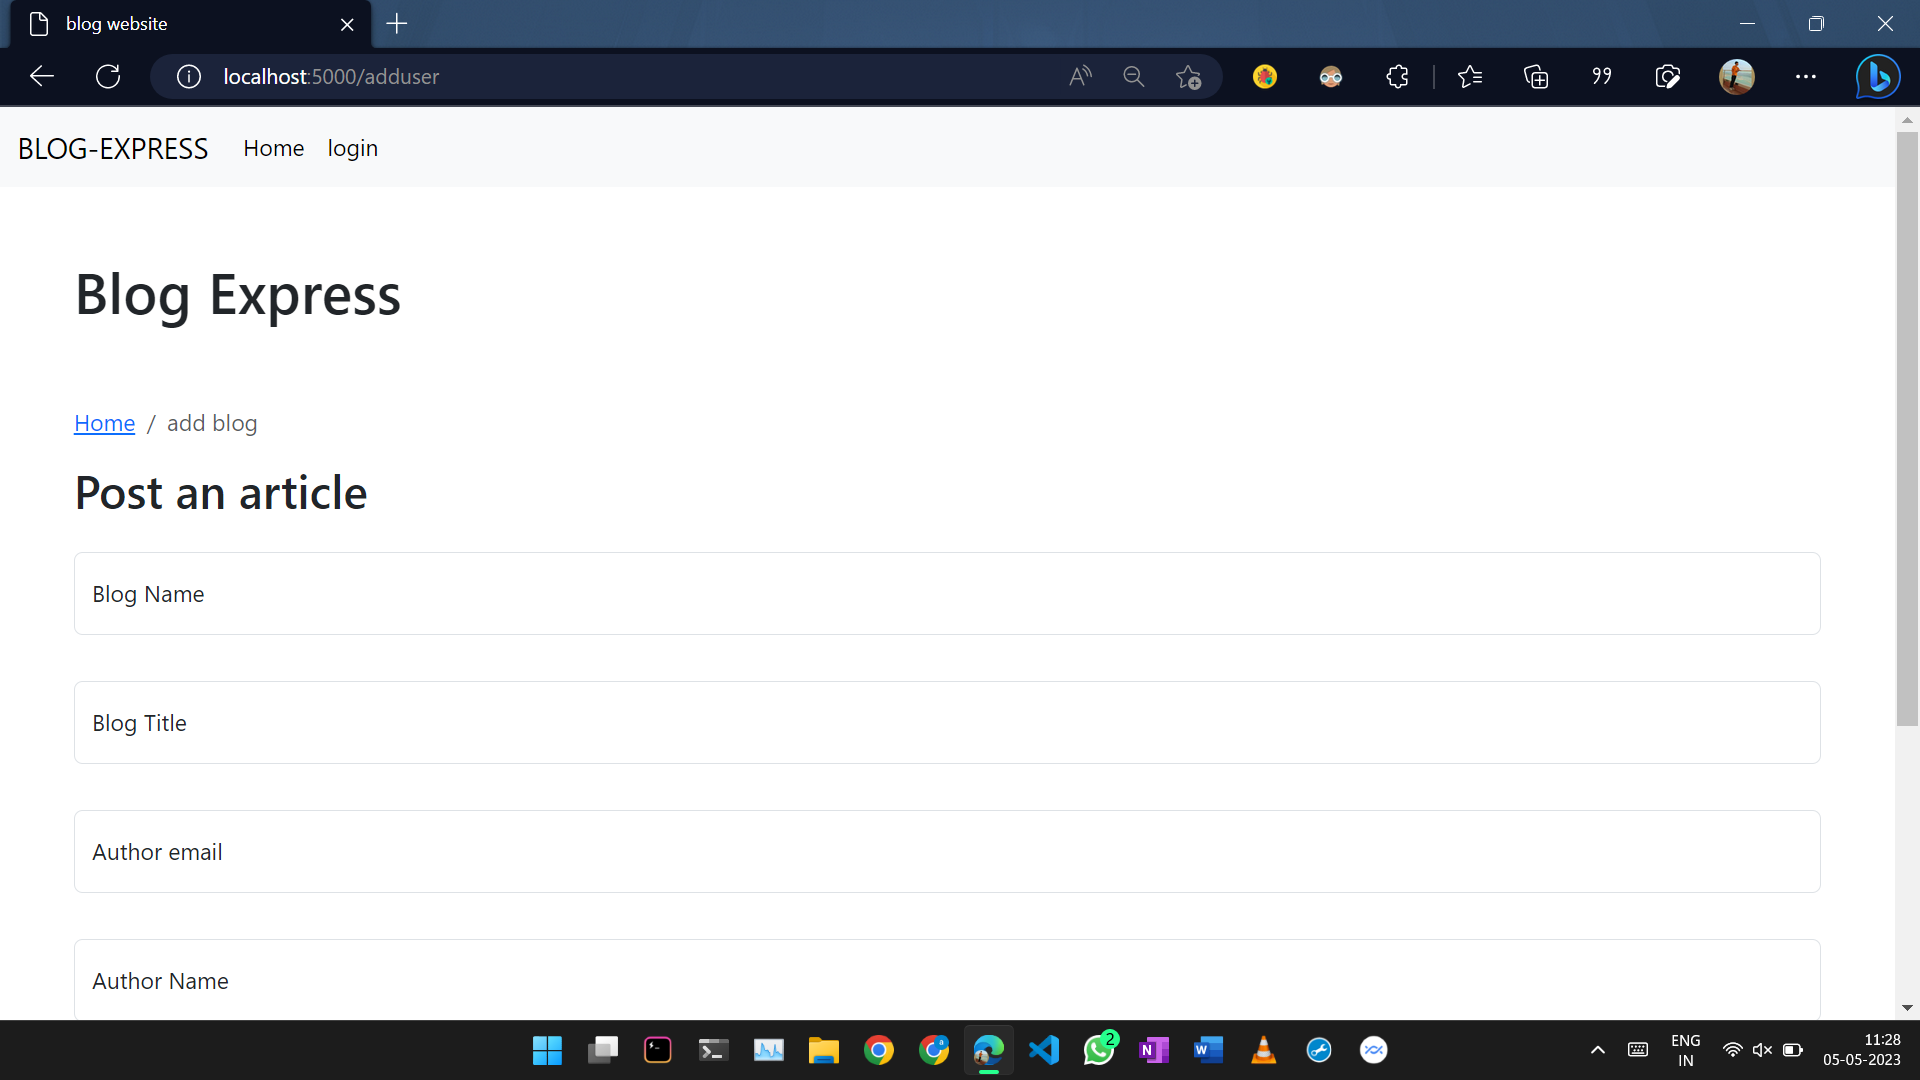 blog website
localhost:5000/adduser
BLOG-EXPRESS Home login
Blog Express
Home / add blog
Post an article
Blog Name
Blog Title
Author email
Author Name
2
ENG
IN
11:28
05-05-2023